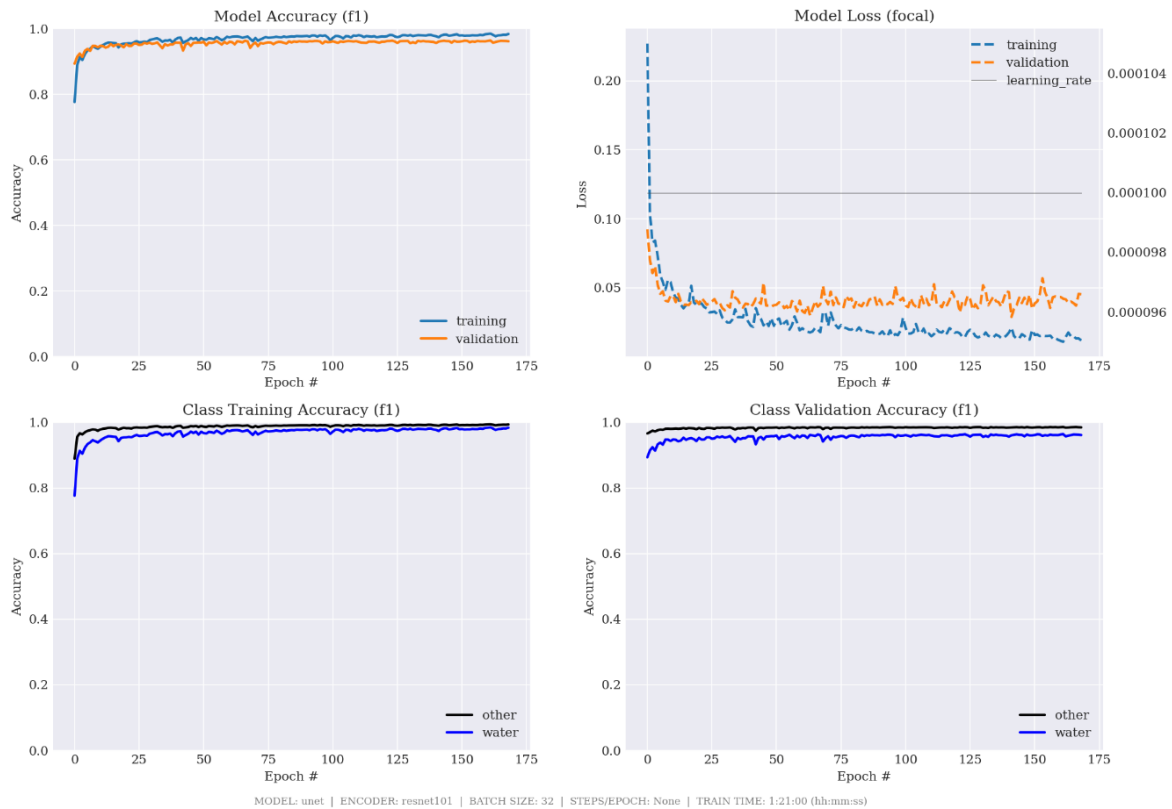 Model Accuracy (f1)
1.0
0.8
0.6
0.4
0.2
0.0
Accuracy
training
validation
0
25
50
75
100
125
150
175
Epoch #
Model Loss (focal)
0.20
0.15
0.10
0.05
Loss
training
validation
learning_rate
0.000104
0.000102
0.000100
0.000098
0.000096
0
25
50
75
100
125
150
175
Epoch #
Class Training Accuracy (f1)
1.0
0.8
0.6
0.4
0.2
0.0
Accuracy
other
water
0
25
50
75
100
125
150
175
Epoch #
Class Validation Accuracy (f1)
1.0
0.8
0.6
0.4
0.2
0.0
Accuracy
other
water
0
25
50
75
100
125
150
175
Epoch #
MODEL: unet | ENCODER: resnet101 | BATCH SIZE: 32 | STEPS/EPOCH: None | TRAIN TIME: 1:21:00 (hh:mm:ss)